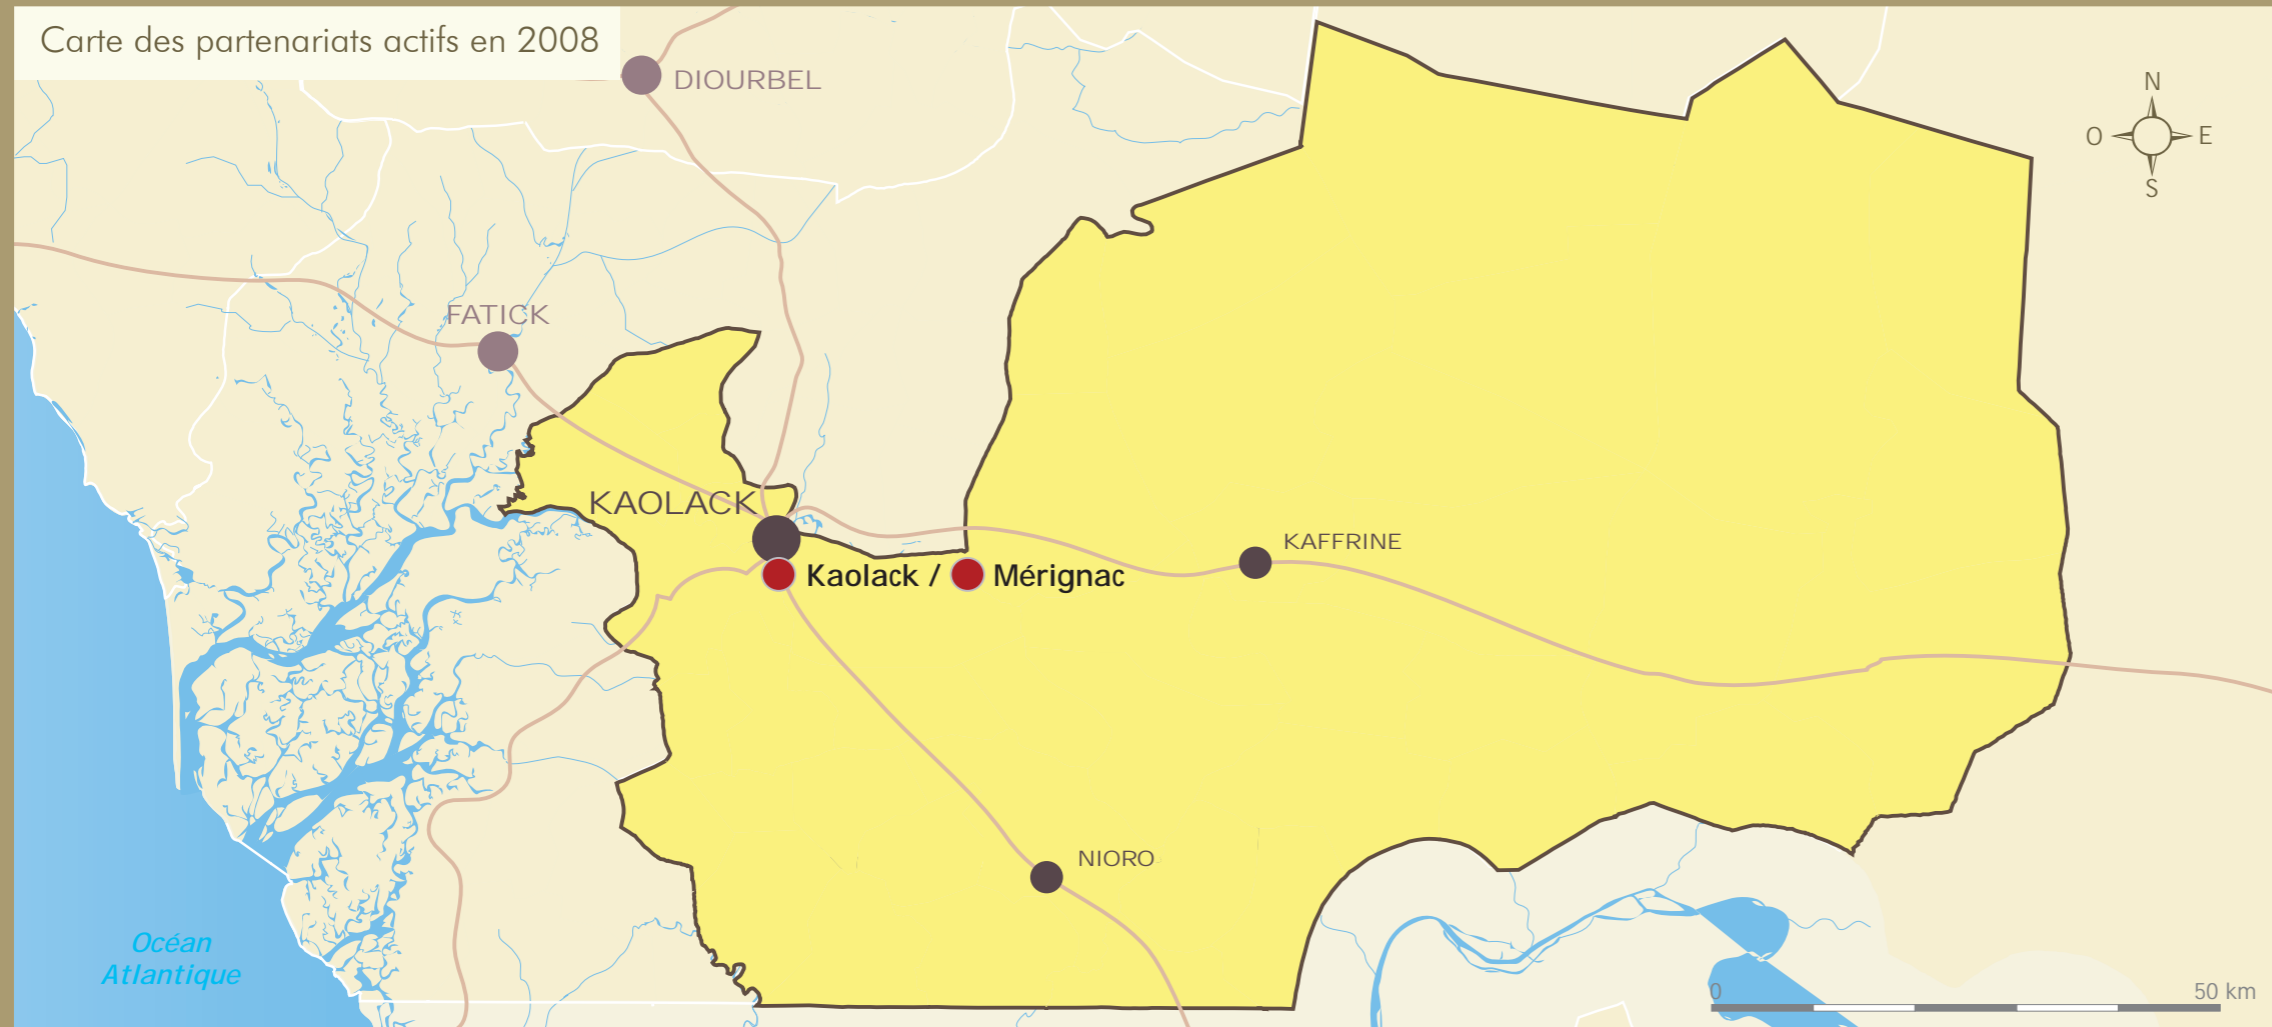 Carte des partenariats actifs en 2008
DIOURBEL
N
O E
S
FATICK
KAOLACK
KAFFRINE
Kaolack / Mérignac
NIORO
Océan
Atlantique
0 50 km